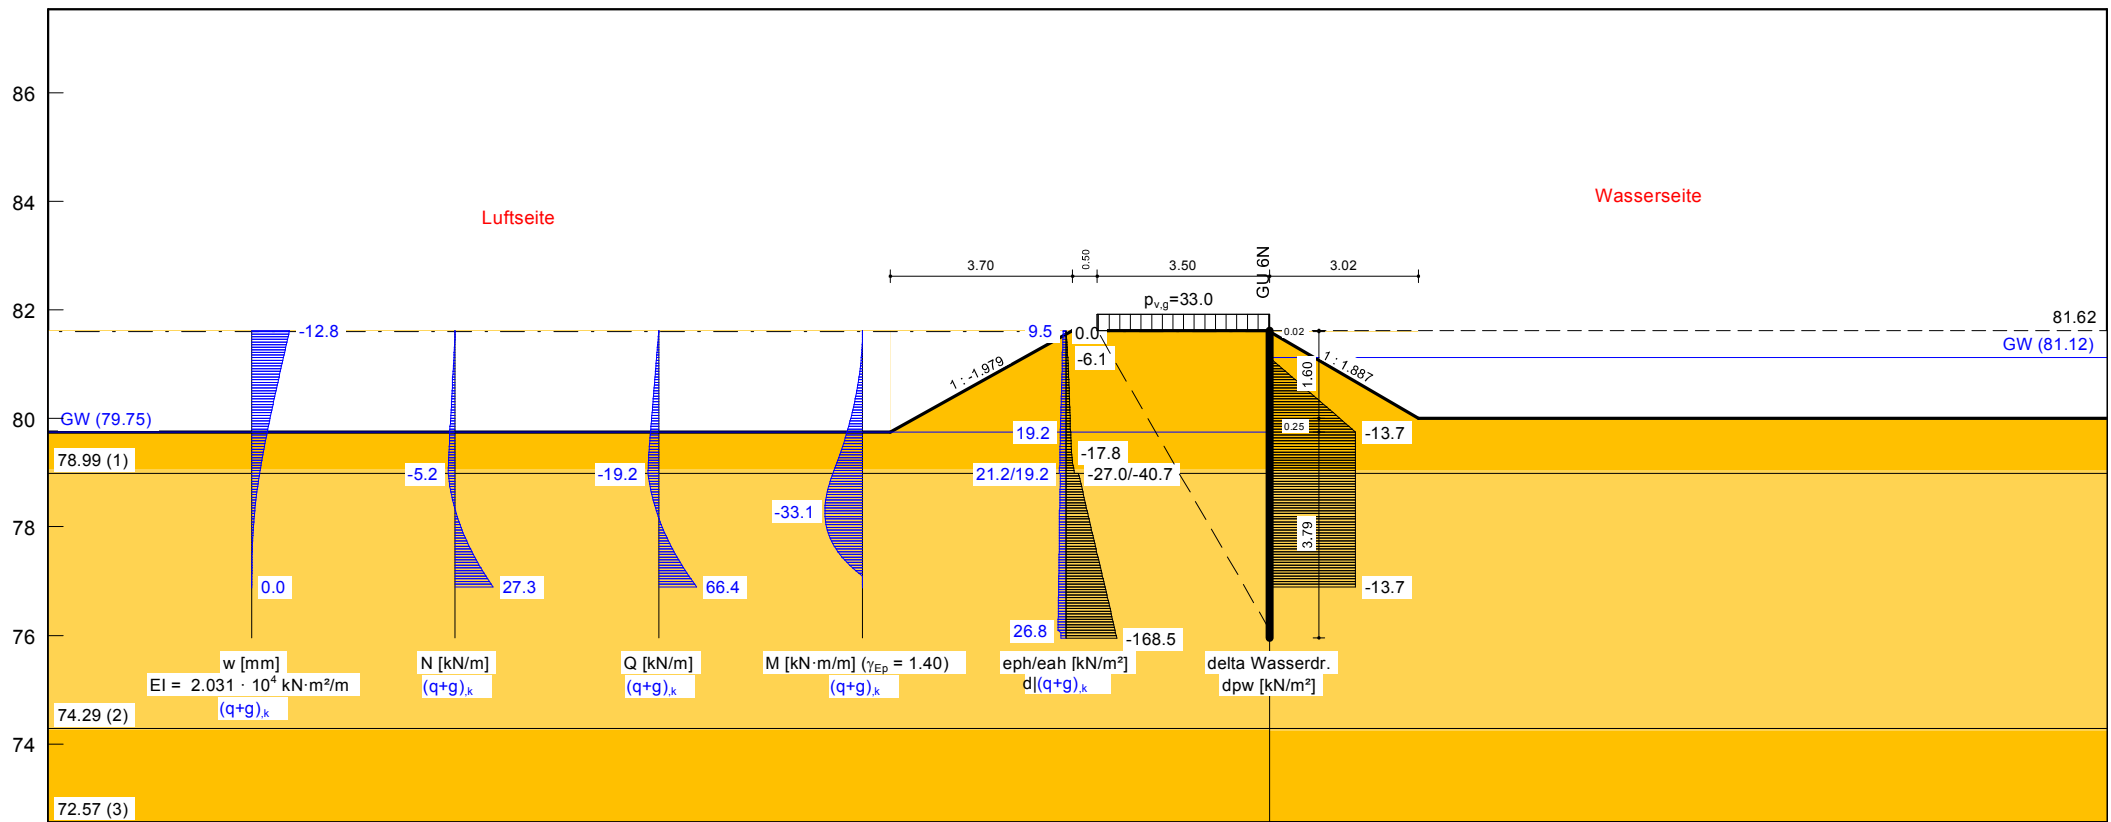 86
84
82
80
78
76
74
Luftseite
Wasserseite
3.70
0.50
3.50
GU 6N
3.02
pv,g=33.0
81.62
GW (81.12)
GW (79.75)
78.99 (1)
74.29 (2)
72.57 (3)
-12.8
0.0
w [mm]
EI = 2.031 · 10⁴ kN·m²/m
(q+g),k
-5.2
27.3
N [kN/m]
(q+g),k
-19.2
66.4
Q [kN/m]
(q+g),k
-33.1
M [kN·m/m] (γEp = 1.40)
(q+g),k
1 : -1.979
9.5
0.0
-6.1
19.2
-17.8
21.2/19.2
-27.0/-40.7
26.8
-168.5
eph/eah [kN/m²]
d|(q+g),k
0.02
1.60
1 : 1.887
0.25
-13.7
3.79
-13.7
delta Wasserdr.
dpw [kN/m²]